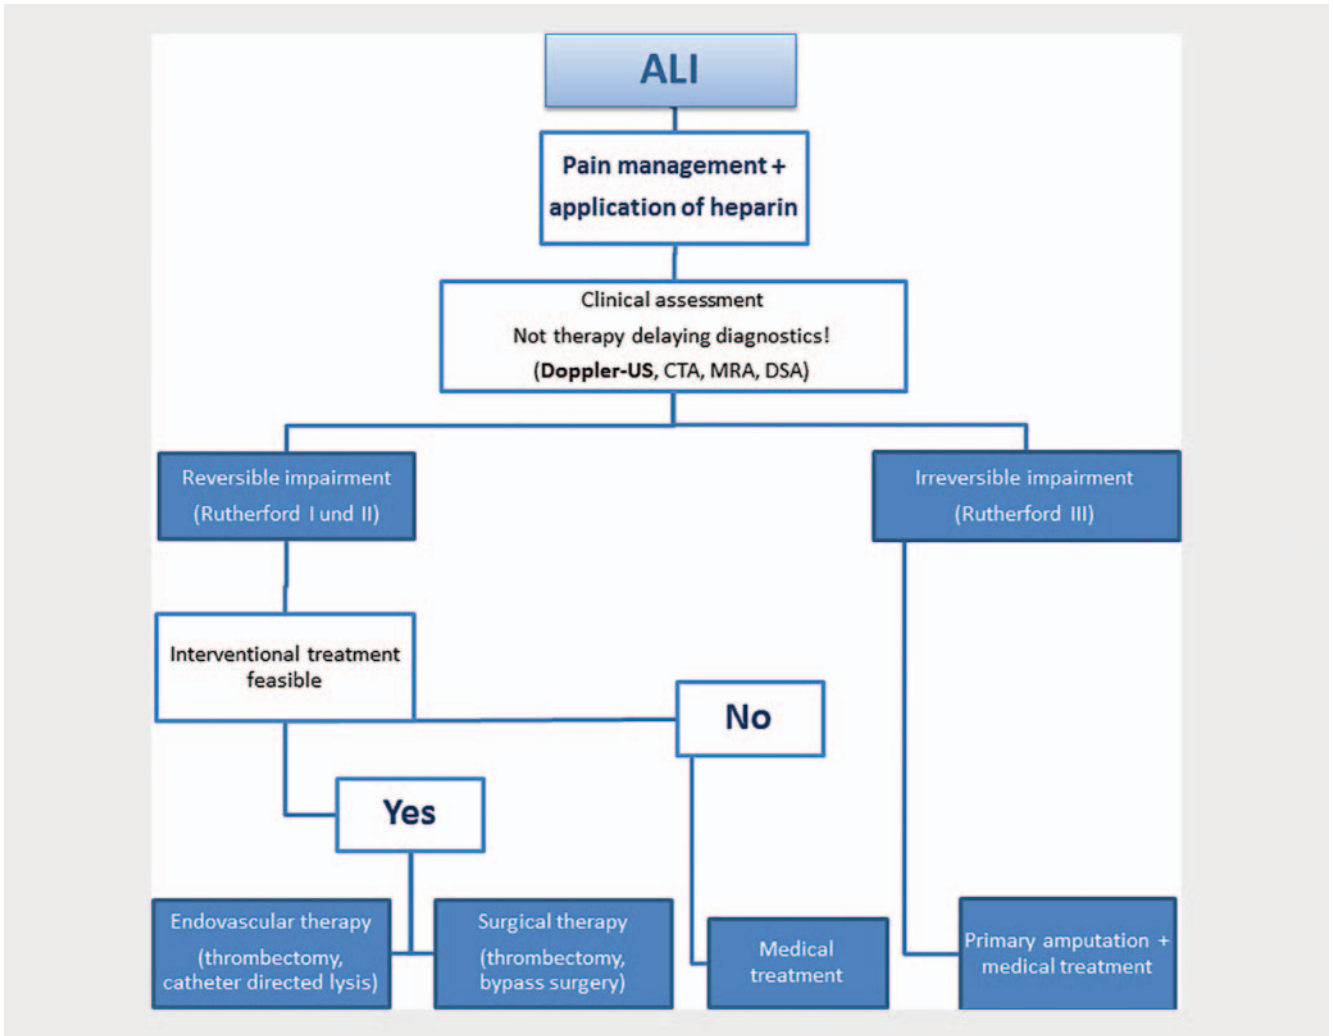 ALI
Pain management +
application of heparin
Clinical assessment
Not therapy delaying diagnostics!
(Doppler-US, CTA, MRA, DSA)
Reversible impairment
(Rutherford I und II)
Irreversible impairment
(Rutherford III)
Interventional treatment
feasible
No
Yes
Endovascular therapy
(thrombectomy,
catheter directed lysis)
Surgical therapy
(thrombectomy,
bypass surgery)
Medical
treatment
Primary amputation +
medical treatment